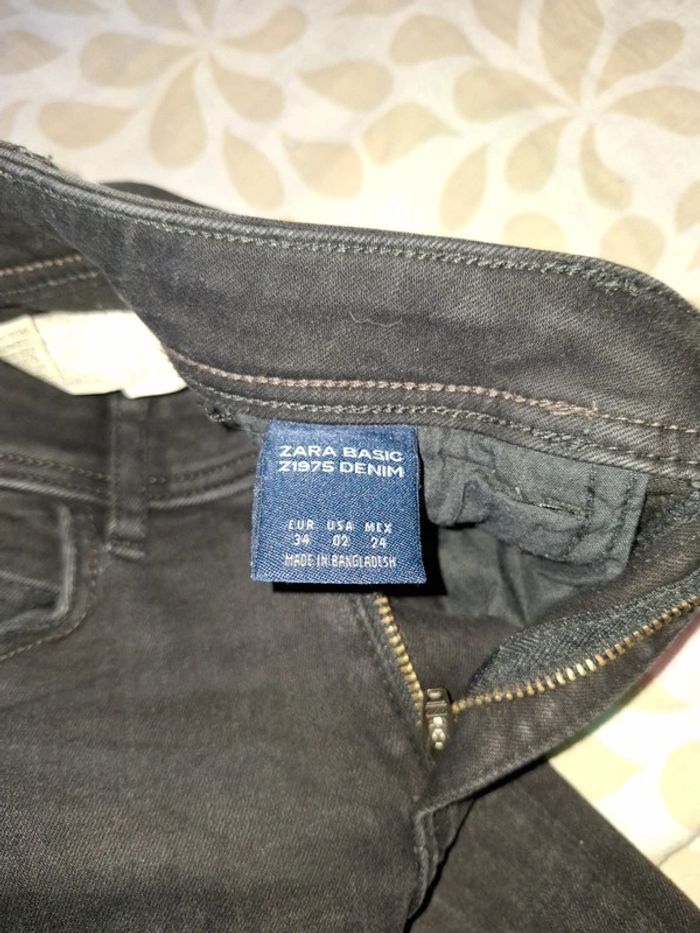 ZARA BASIC
Z1975 DENIM
EUR USA MEX
34 02 24
MADE IN BANGLADESH